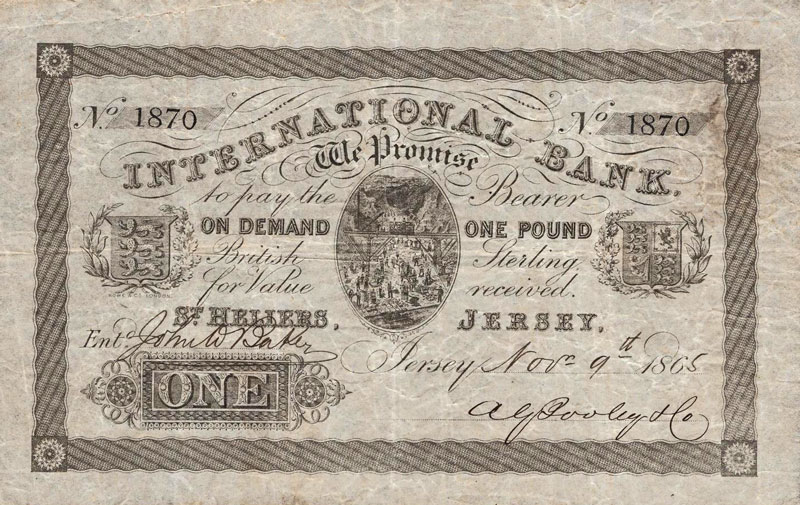 No 1870 No 1870
INTERNATIONAL BANK.
We Promise
to pay the Bearer
ON DEMAND ONE POUND
British Sterling
for Value received.
ST HELIERS, JERSEY,
Entd John W Baker
Jersey Novr 9th 1865
ONE
A G Pooley & Co